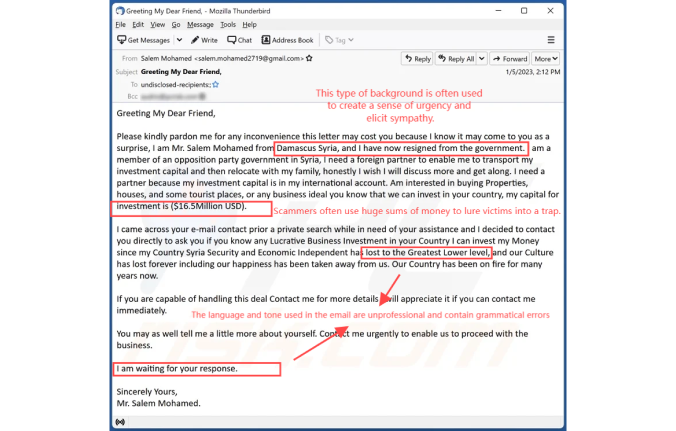 Greeting My Dear Friend, - Mozilla Thunderbird
File Edit View Go Message Tools Help
Get Messages Write Chat Address Book Tag
From Salem Mohamed <salem.mohamed2719@gmail.com> Reply Reply All Forward More
Subject Greeting My Dear Friend, 1/5/2023, 2:12 PM
To undisclosed-recipients:;
Bcc
This type of background is often used
to create a sense of urgency and
elicit sympathy.
Greeting My Dear Friend,
Please kindly pardon me for any inconvenience this letter may cost you because I know it may come to you as a
surprise, I am Mr. Salem Mohamed from Damascus Syria, and I have now resigned from the government. I am a
member of an opposition party government in Syria, I need a foreign partner to enable me to transport my
investment capital and then relocate with my family, honestly I wish I will discuss more and get along. I need a
partner because my investment capital is in my international account. Am interested in buying Properties,
houses, and some tourist places, or any business ideal you know that we can invest in your country, my capital for
investment is ($16.5Million USD).
Scammers often use huge sums of money to lure victims into a trap.
I came across your e-mail contact prior a private search while in need of your assistance and I decided to contact
you directly to ask you if you know any Lucrative Business Investment in your Country I can invest my Money
since my Country Syria Security and Economic Independent has lost to the Greatest Lower level, and our Culture
has lost forever including our happiness has been taken away from us. Our Country has been on fire for many
years now.
If you are capable of handling this deal Contact me for more details I will appreciate it if you can contact me
immediately.
The language and tone used in the email are unprofessional and contain grammatical errors
You may as well tell me a little more about yourself. Contact me urgently to enable us to proceed with the
business.
I am waiting for your response.
Sincerely Yours,
Mr. Salem Mohamed.